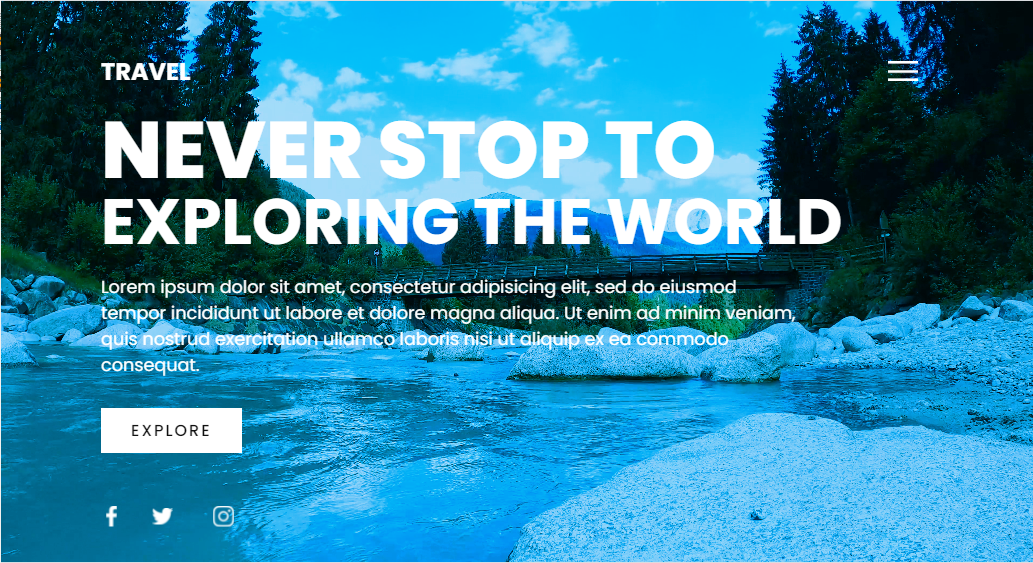 TRAVEL
NEVER STOP TO
EXPLORING THE WORLD
Lorem ipsum dolor sit amet, consectetur adipisicing elit, sed do eiusmod
tempor incididunt ut labore et dolore magna aliqua. Ut enim ad minim veniam,
quis nostrud exercitation ullamco laboris nisi ut aliquip ex ea commodo
consequat.
EXPLORE